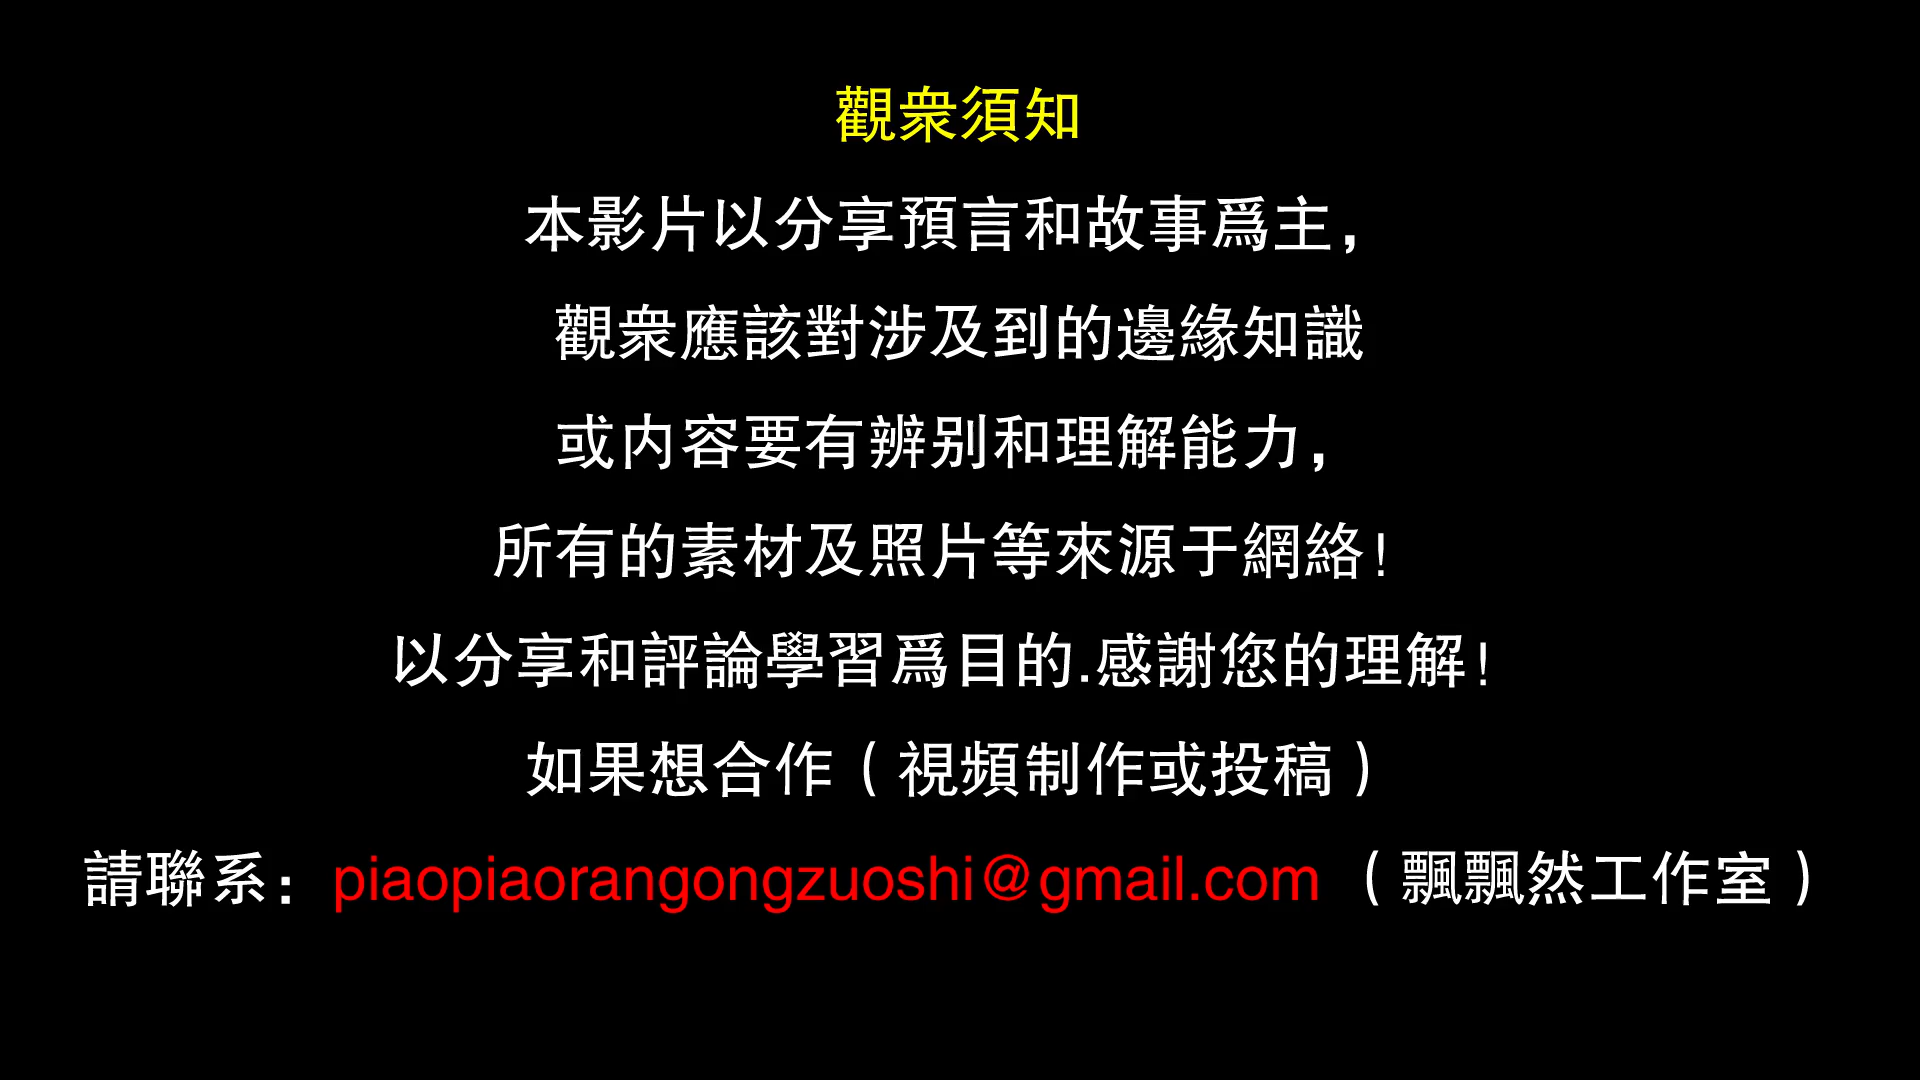 觀衆須知
本影片以分享預言和故事爲主，
觀衆應該對涉及到的邊緣知識
或内容要有辨别和理解能力，
所有的素材及照片等來源于網絡！
以分享和評論學習爲目的.感謝您的理解！
如果想合作（視頻制作或投稿）
請聯系：piaopiaorangongzuoshi@gmail.com（飄飄然工作室）